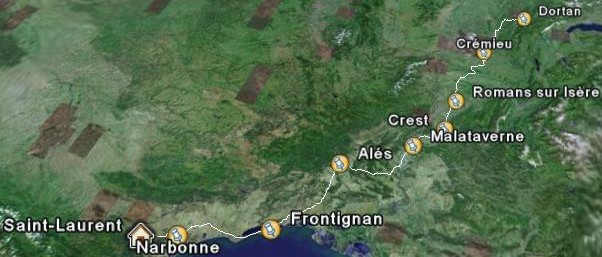 Dortan
Crémieu
Romans sur Isère
Crest
Malataverne
Alés
Frontignan
Saint-Laurent
Narbonne